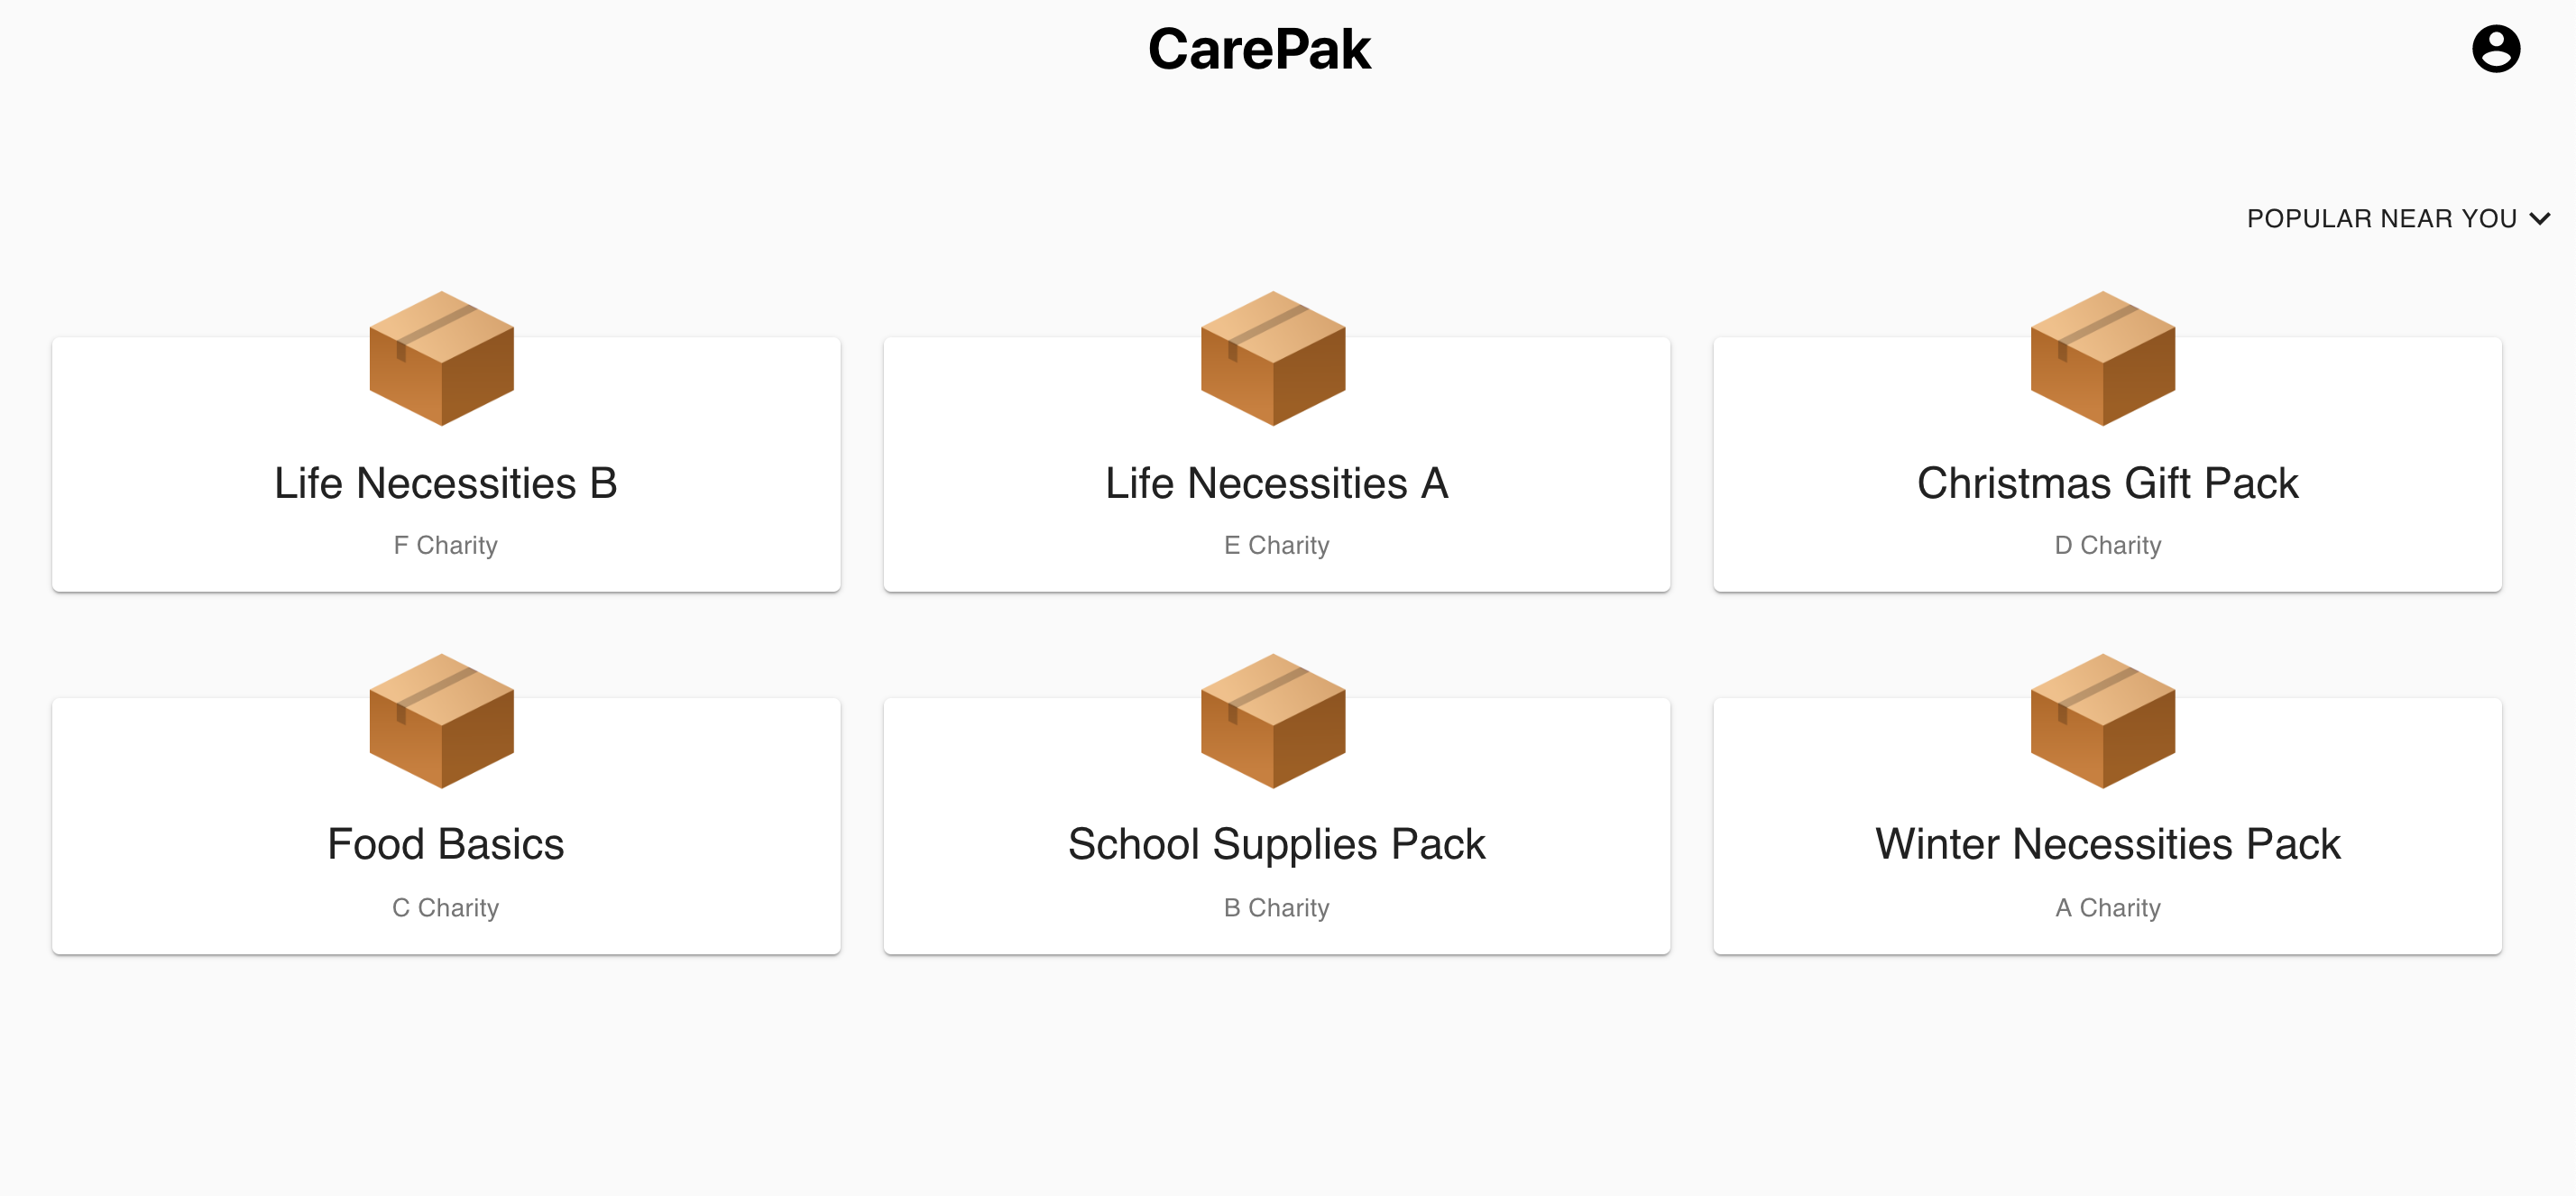 CarePak
POPULAR NEAR YOU
Life Necessities B
F Charity
Life Necessities A
E Charity
Christmas Gift Pack
D Charity
Food Basics
C Charity
School Supplies Pack
B Charity
Winter Necessities Pack
A Charity